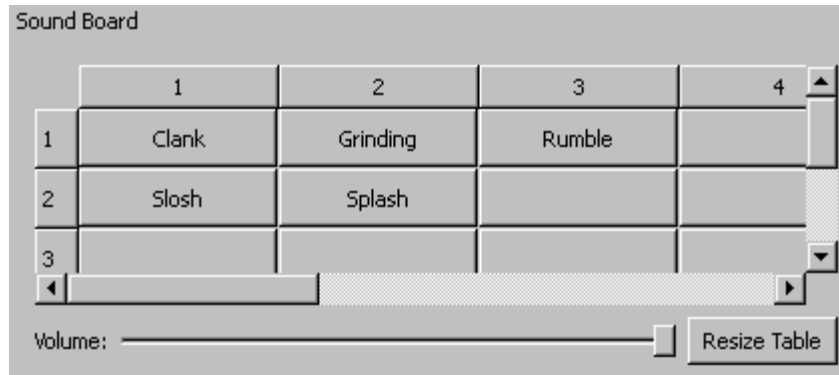 Sound Board
1 2 3 4
1 Clank Grinding Rumble
2 Slosh Splash
3
Volume: Resize Table